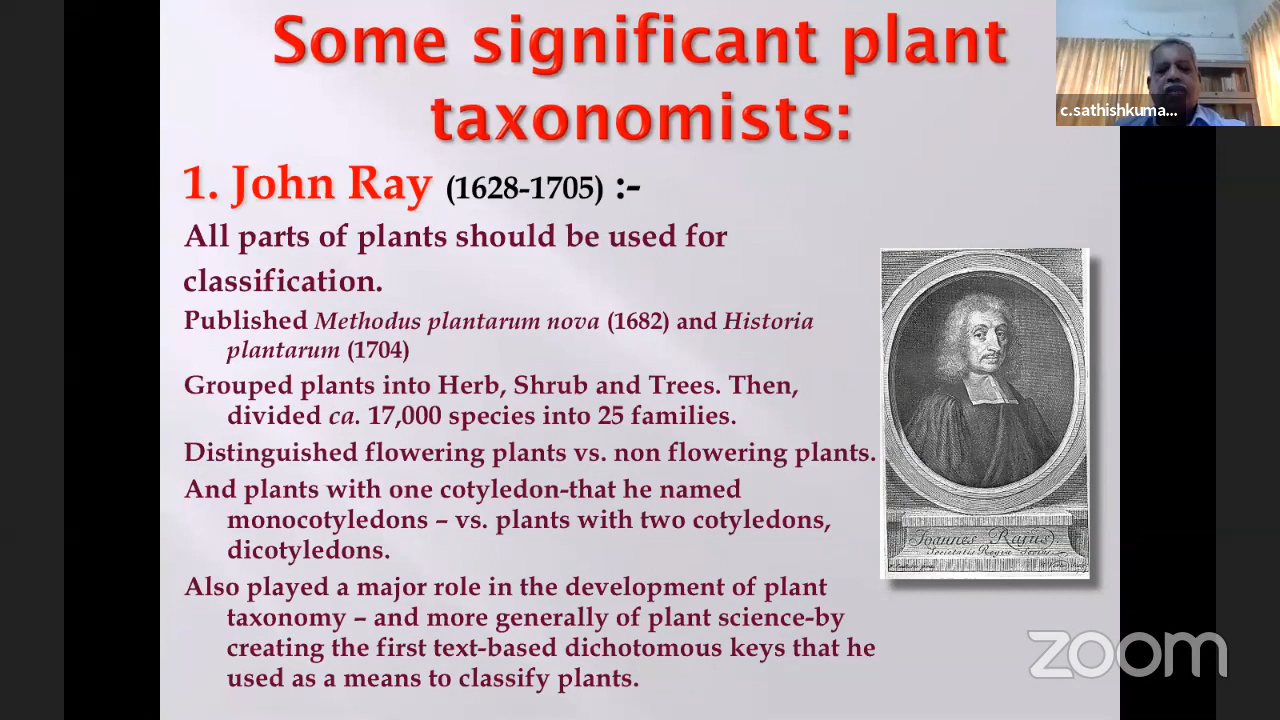 Some significant plant
taxonomists:
c.sathishkuma...
1. John Ray (1628-1705) :-
All parts of plants should be used for
classification.
Published Methodus plantarum nova (1682) and Historia
plantarum (1704)
Grouped plants into Herb, Shrub and Trees. Then,
divided ca. 17,000 species into 25 families.
Distinguished flowering plants vs. non flowering plants.
And plants with one cotyledon-that he named
monocotyledons – vs. plants with two cotyledons,
dicotyledons.
Also played a major role in the development of plant
taxonomy – and more generally of plant science-by
creating the first text-based dichotomous keys that he
used as a means to classify plants.
Joannes Raius
Societatis Regiæ Socius
zoom